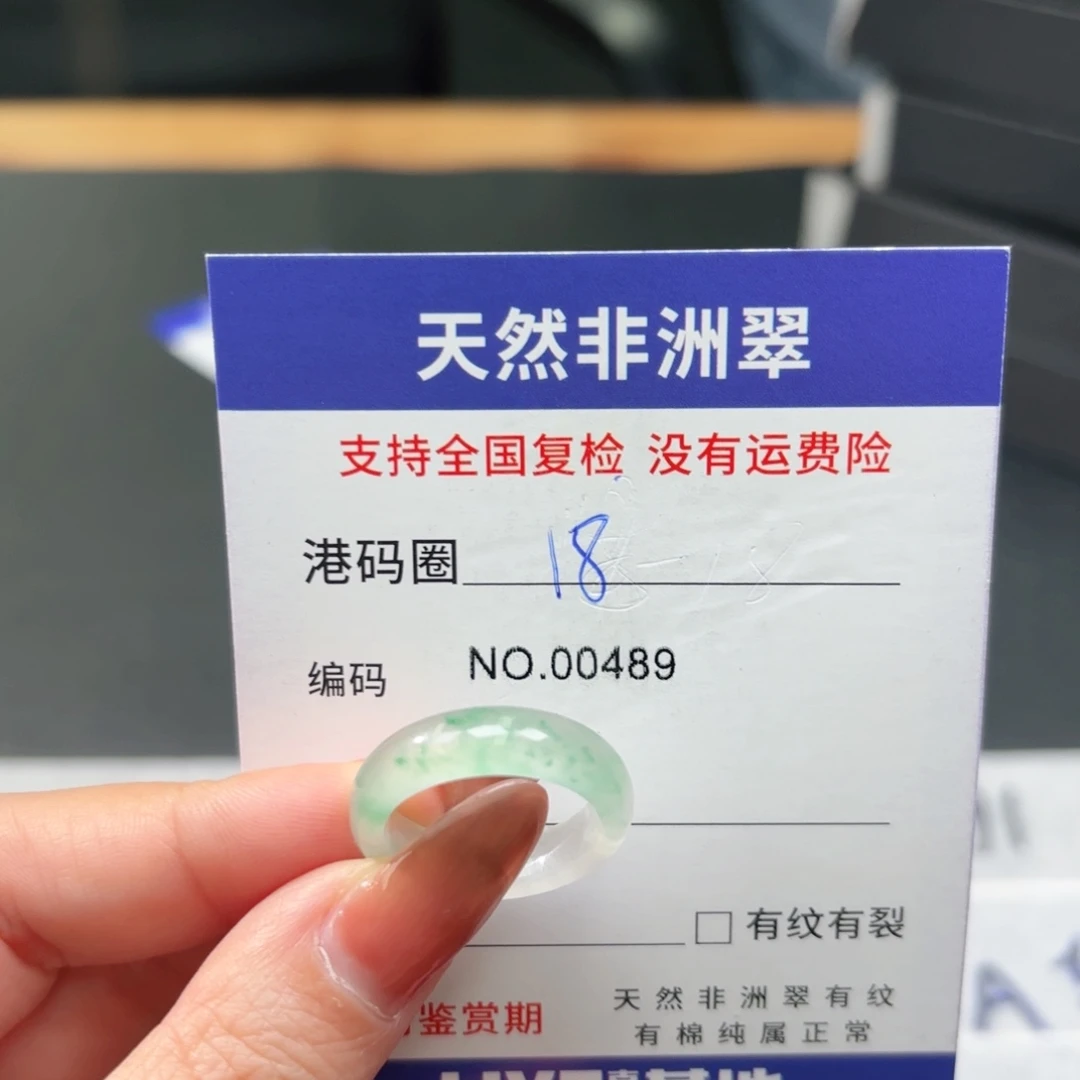 天然非洲翠
支持全国复检 没有运费险
港码圈 18
编码 NO.00489
有纹有裂
鉴赏期
天然非洲翠有纹
有棉纯属正常